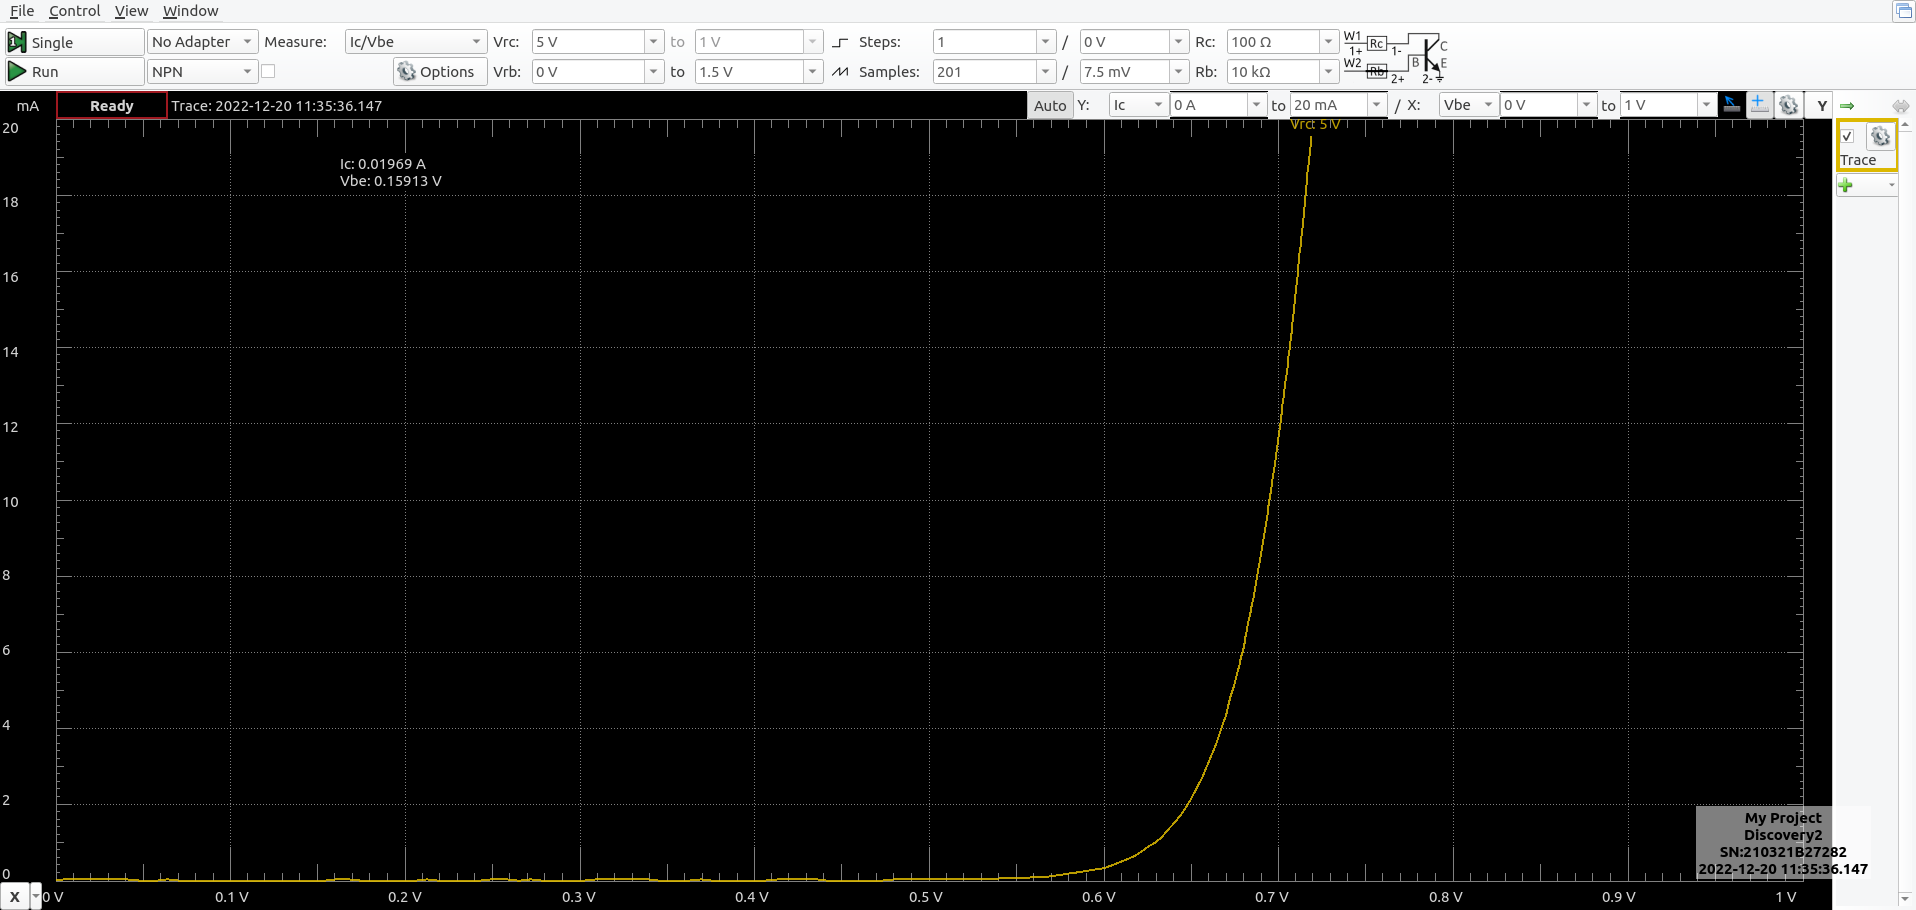 File Control View Window
Single No Adapter Measure: Ic/Vbe Vrc: 5 V to 1 V Steps: 1 / 0 V Rc: 100 Ω
Run NPN Options Vrb: 0 V to 1.5 V Samples: 201 / 7.5 mV Rb: 10 kΩ
W1 Rc C
1+ 1-
W2 B E
Rb 2+ 2-
mA Ready Trace: 2022-12-20 11:35:36.147 Auto Y: Ic 0 A to 20 mA / X: Vbe 0 V to 1 V Y
Vrc: 5 V
Trace
Ic: 0.01969 A
Vbe: 0.15913 V
20
18
16
14
12
10
8
6
4
2
0
My Project
Discovery2
SN:210321B27282
2022-12-20 11:35:36.147
X 0 V 0.1 V 0.2 V 0.3 V 0.4 V 0.5 V 0.6 V 0.7 V 0.8 V 0.9 V 1 V